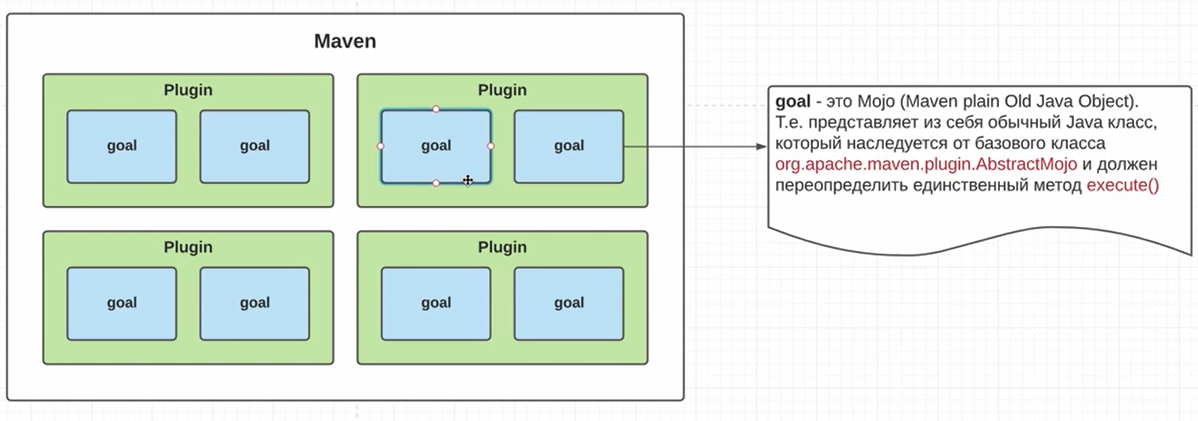 Maven
Plugin
goal goal
Plugin
goal goal
Plugin
goal goal
Plugin
goal goal
goal - это Mojo (Maven plain Old Java Object).
Т.е. представляет из себя обычный Java класс,
который наследуется от базового класса
org.apache.maven.plugin.AbstractMojo и должен
переопределить единственный метод execute()